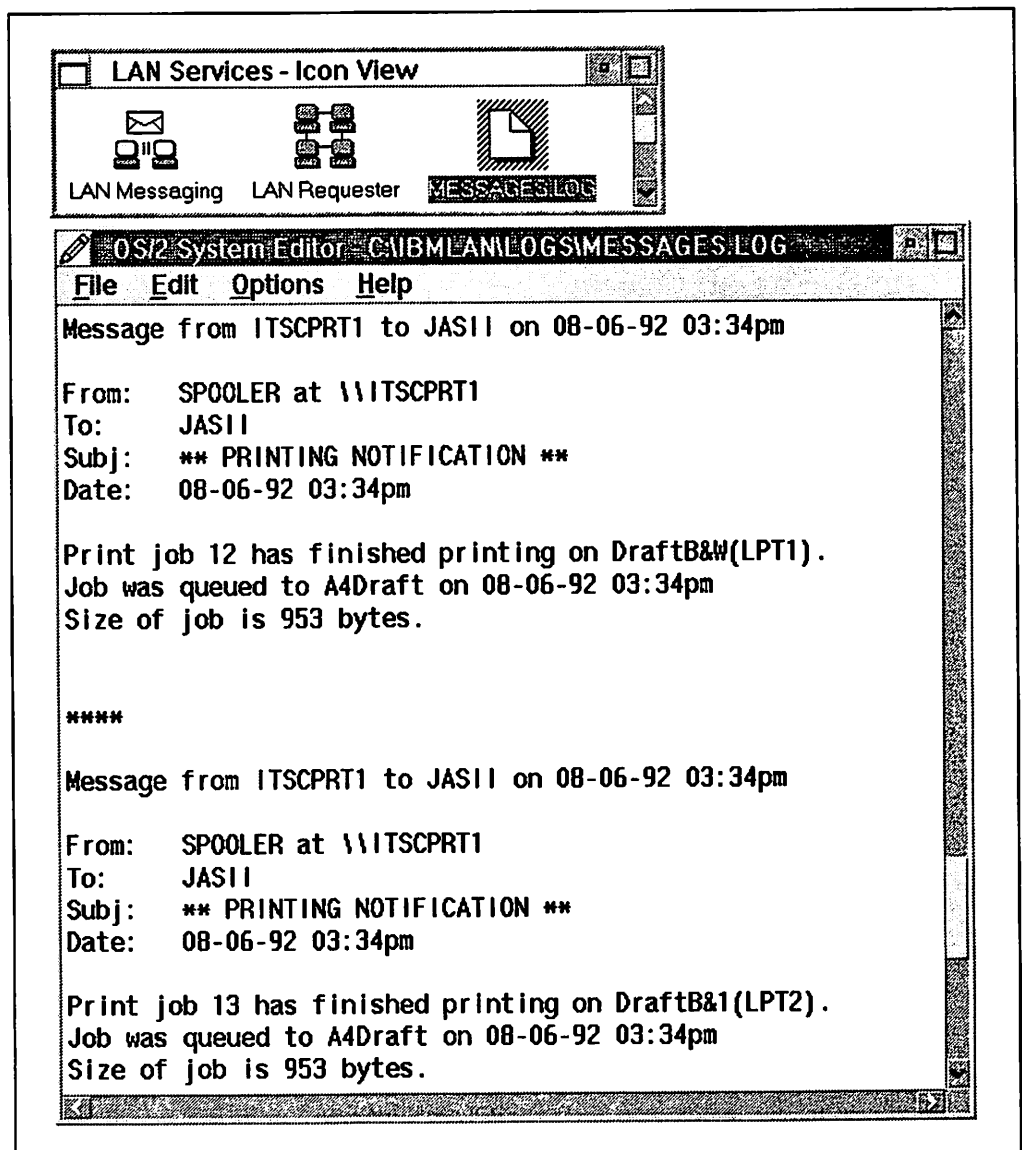 LAN Services - Icon View
LAN Messaging LAN Requester MESSAGES.LOG
OS/2 System Editor - C:\IBMLAN\LOGS\MESSAGES.LOG
File Edit Options Help
Message from ITSCPRT1 to JASII on 08-06-92 03:34pm
From: SPOOLER at \\ITSCPRT1
To: JASII
Subj: ** PRINTING NOTIFICATION **
Date: 08-06-92 03:34pm
Print job 12 has finished printing on DraftB&W(LPT1).
Job was queued to A4Draft on 08-06-92 03:34pm
Size of job is 953 bytes.
****
Message from ITSCPRT1 to JASII on 08-06-92 03:34pm
From: SPOOLER at \\ITSCPRT1
To: JASII
Subj: ** PRINTING NOTIFICATION **
Date: 08-06-92 03:34pm
Print job 13 has finished printing on DraftB&1(LPT2).
Job was queued to A4Draft on 08-06-92 03:34pm
Size of job is 953 bytes.